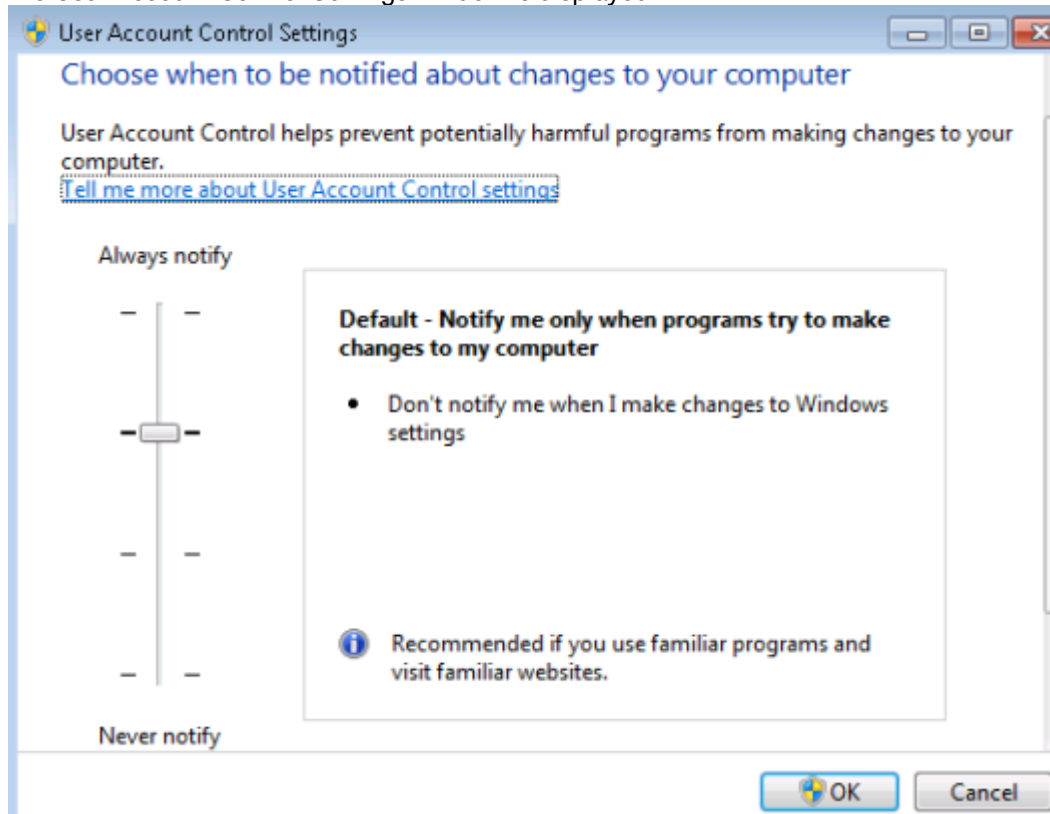 User Account Control Settings
Choose when to be notified about changes to your computer
User Account Control helps prevent potentially harmful programs from making changes to your
computer.
Tell me more about User Account Control settings
Always notify
Default - Notify me only when programs try to make
changes to my computer
• Don't notify me when I make changes to Windows
settings
Recommended if you use familiar programs and
visit familiar websites.
Never notify
OK Cancel